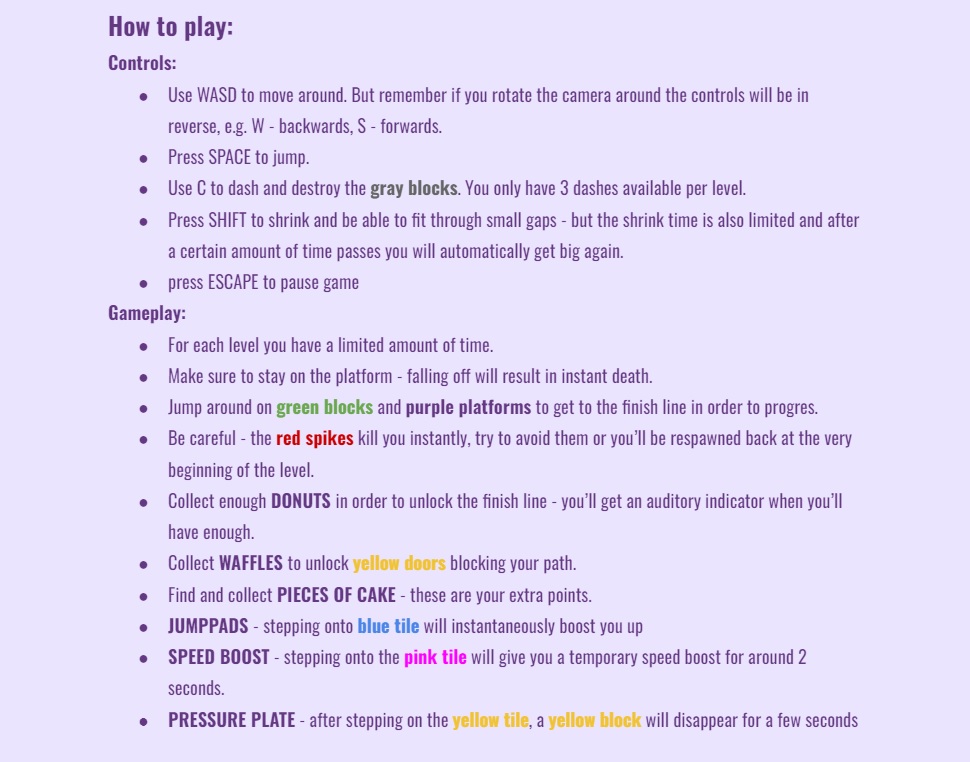 How to play:
Controls:
● Use WASD to move around. But remember if you rotate the camera around the controls will be in
reverse, e.g. W - backwards, S - forwards.
● Press SPACE to jump.
● Use C to dash and destroy the gray blocks. You only have 3 dashes available per level.
● Press SHIFT to shrink and be able to fit through small gaps - but the shrink time is also limited and after
a certain amount of time passes you will automatically get big again.
● press ESCAPE to pause game
Gameplay:
● For each level you have a limited amount of time.
● Make sure to stay on the platform - falling off will result in instant death.
● Jump around on green blocks and purple platforms to get to the finish line in order to progres.
● Be careful - the red spikes kill you instantly, try to avoid them or you'll be respawned back at the very
beginning of the level.
● Collect enough DONUTS in order to unlock the finish line - you'll get an auditory indicator when you'll
have enough.
● Collect WAFFLES to unlock yellow doors blocking your path.
● Find and collect PIECES OF CAKE - these are your extra points.
● JUMPPADS - stepping onto blue tile will instantaneously boost you up
● SPEED BOOST - stepping onto the pink tile will give you a temporary speed boost for around 2
seconds.
● PRESSURE PLATE - after stepping on the yellow tile, a yellow block will disappear for a few seconds